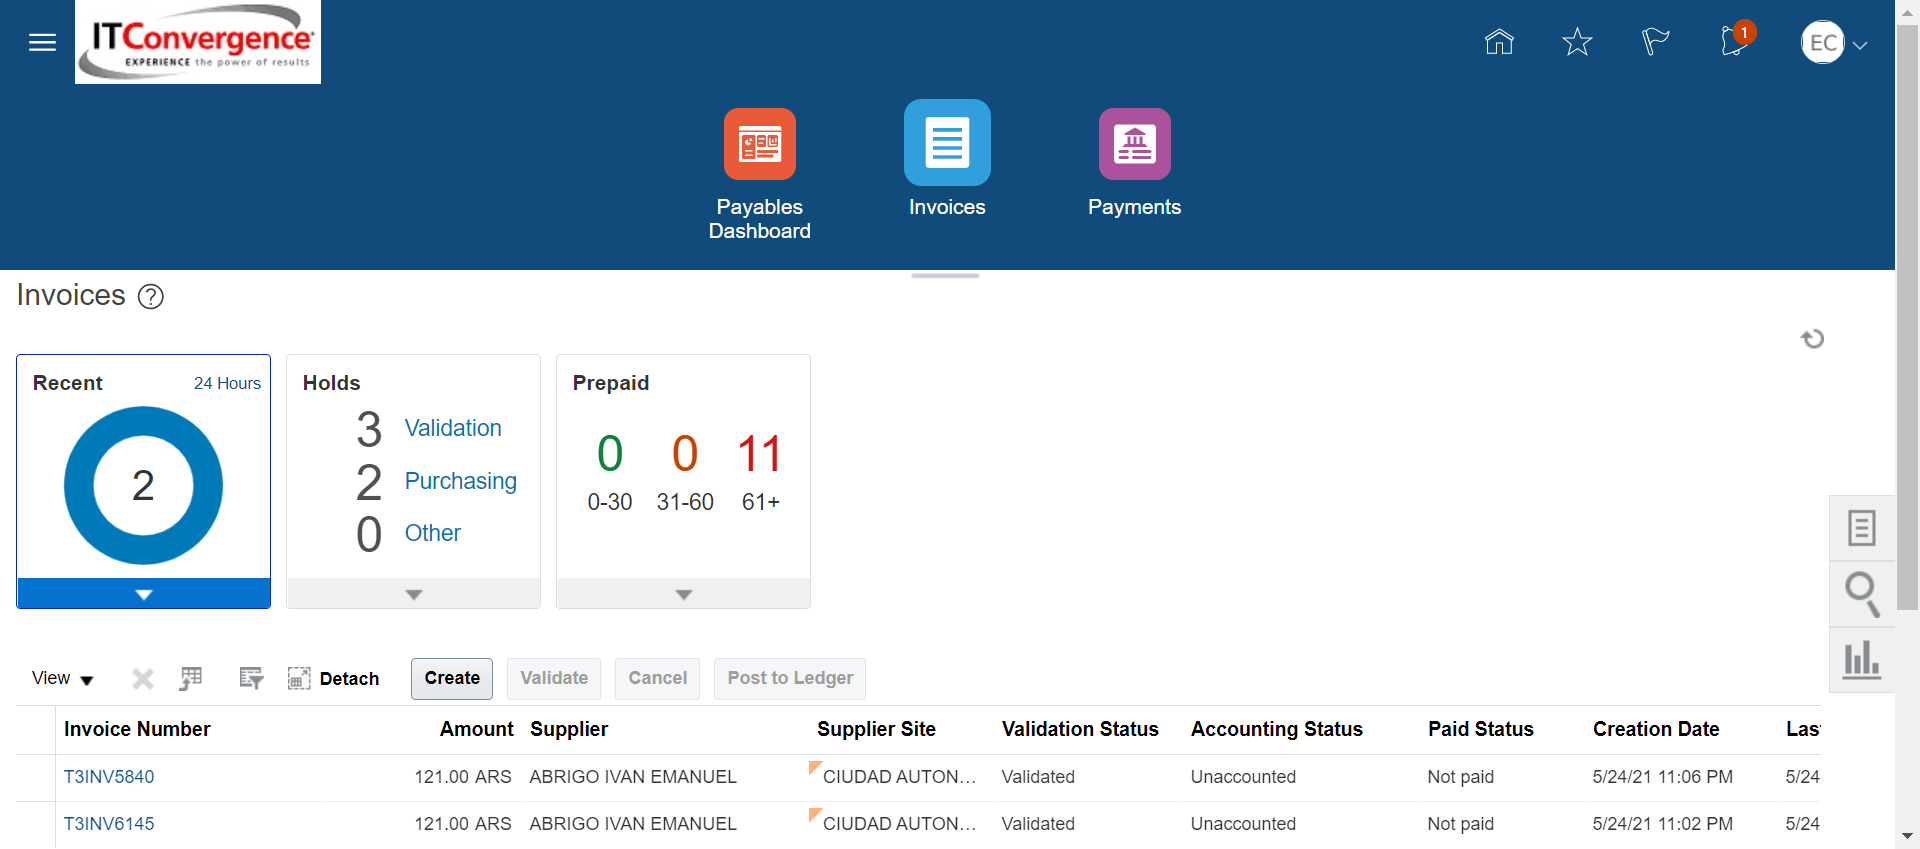 ITConvergence
EXPERIENCE the power of results
1
EC
Payables
Dashboard
Invoices
Payments
Invoices ?
Recent 24 Hours
2
Holds
3 Validation
2 Purchasing
0 Other
Prepaid
0 0 11
0-30 31-60 61+
View Detach Create Validate Cancel Post to Ledger
Invoice Number Amount Supplier Supplier Site Validation Status Accounting Status Paid Status Creation Date Las
T3INV5840 121.00 ARS ABRIGO IVAN EMANUEL CIUDAD AUTON... Validated Unaccounted Not paid 5/24/21 11:06 PM 5/24
T3INV6145 121.00 ARS ABRIGO IVAN EMANUEL CIUDAD AUTON... Validated Unaccounted Not paid 5/24/21 11:02 PM 5/24